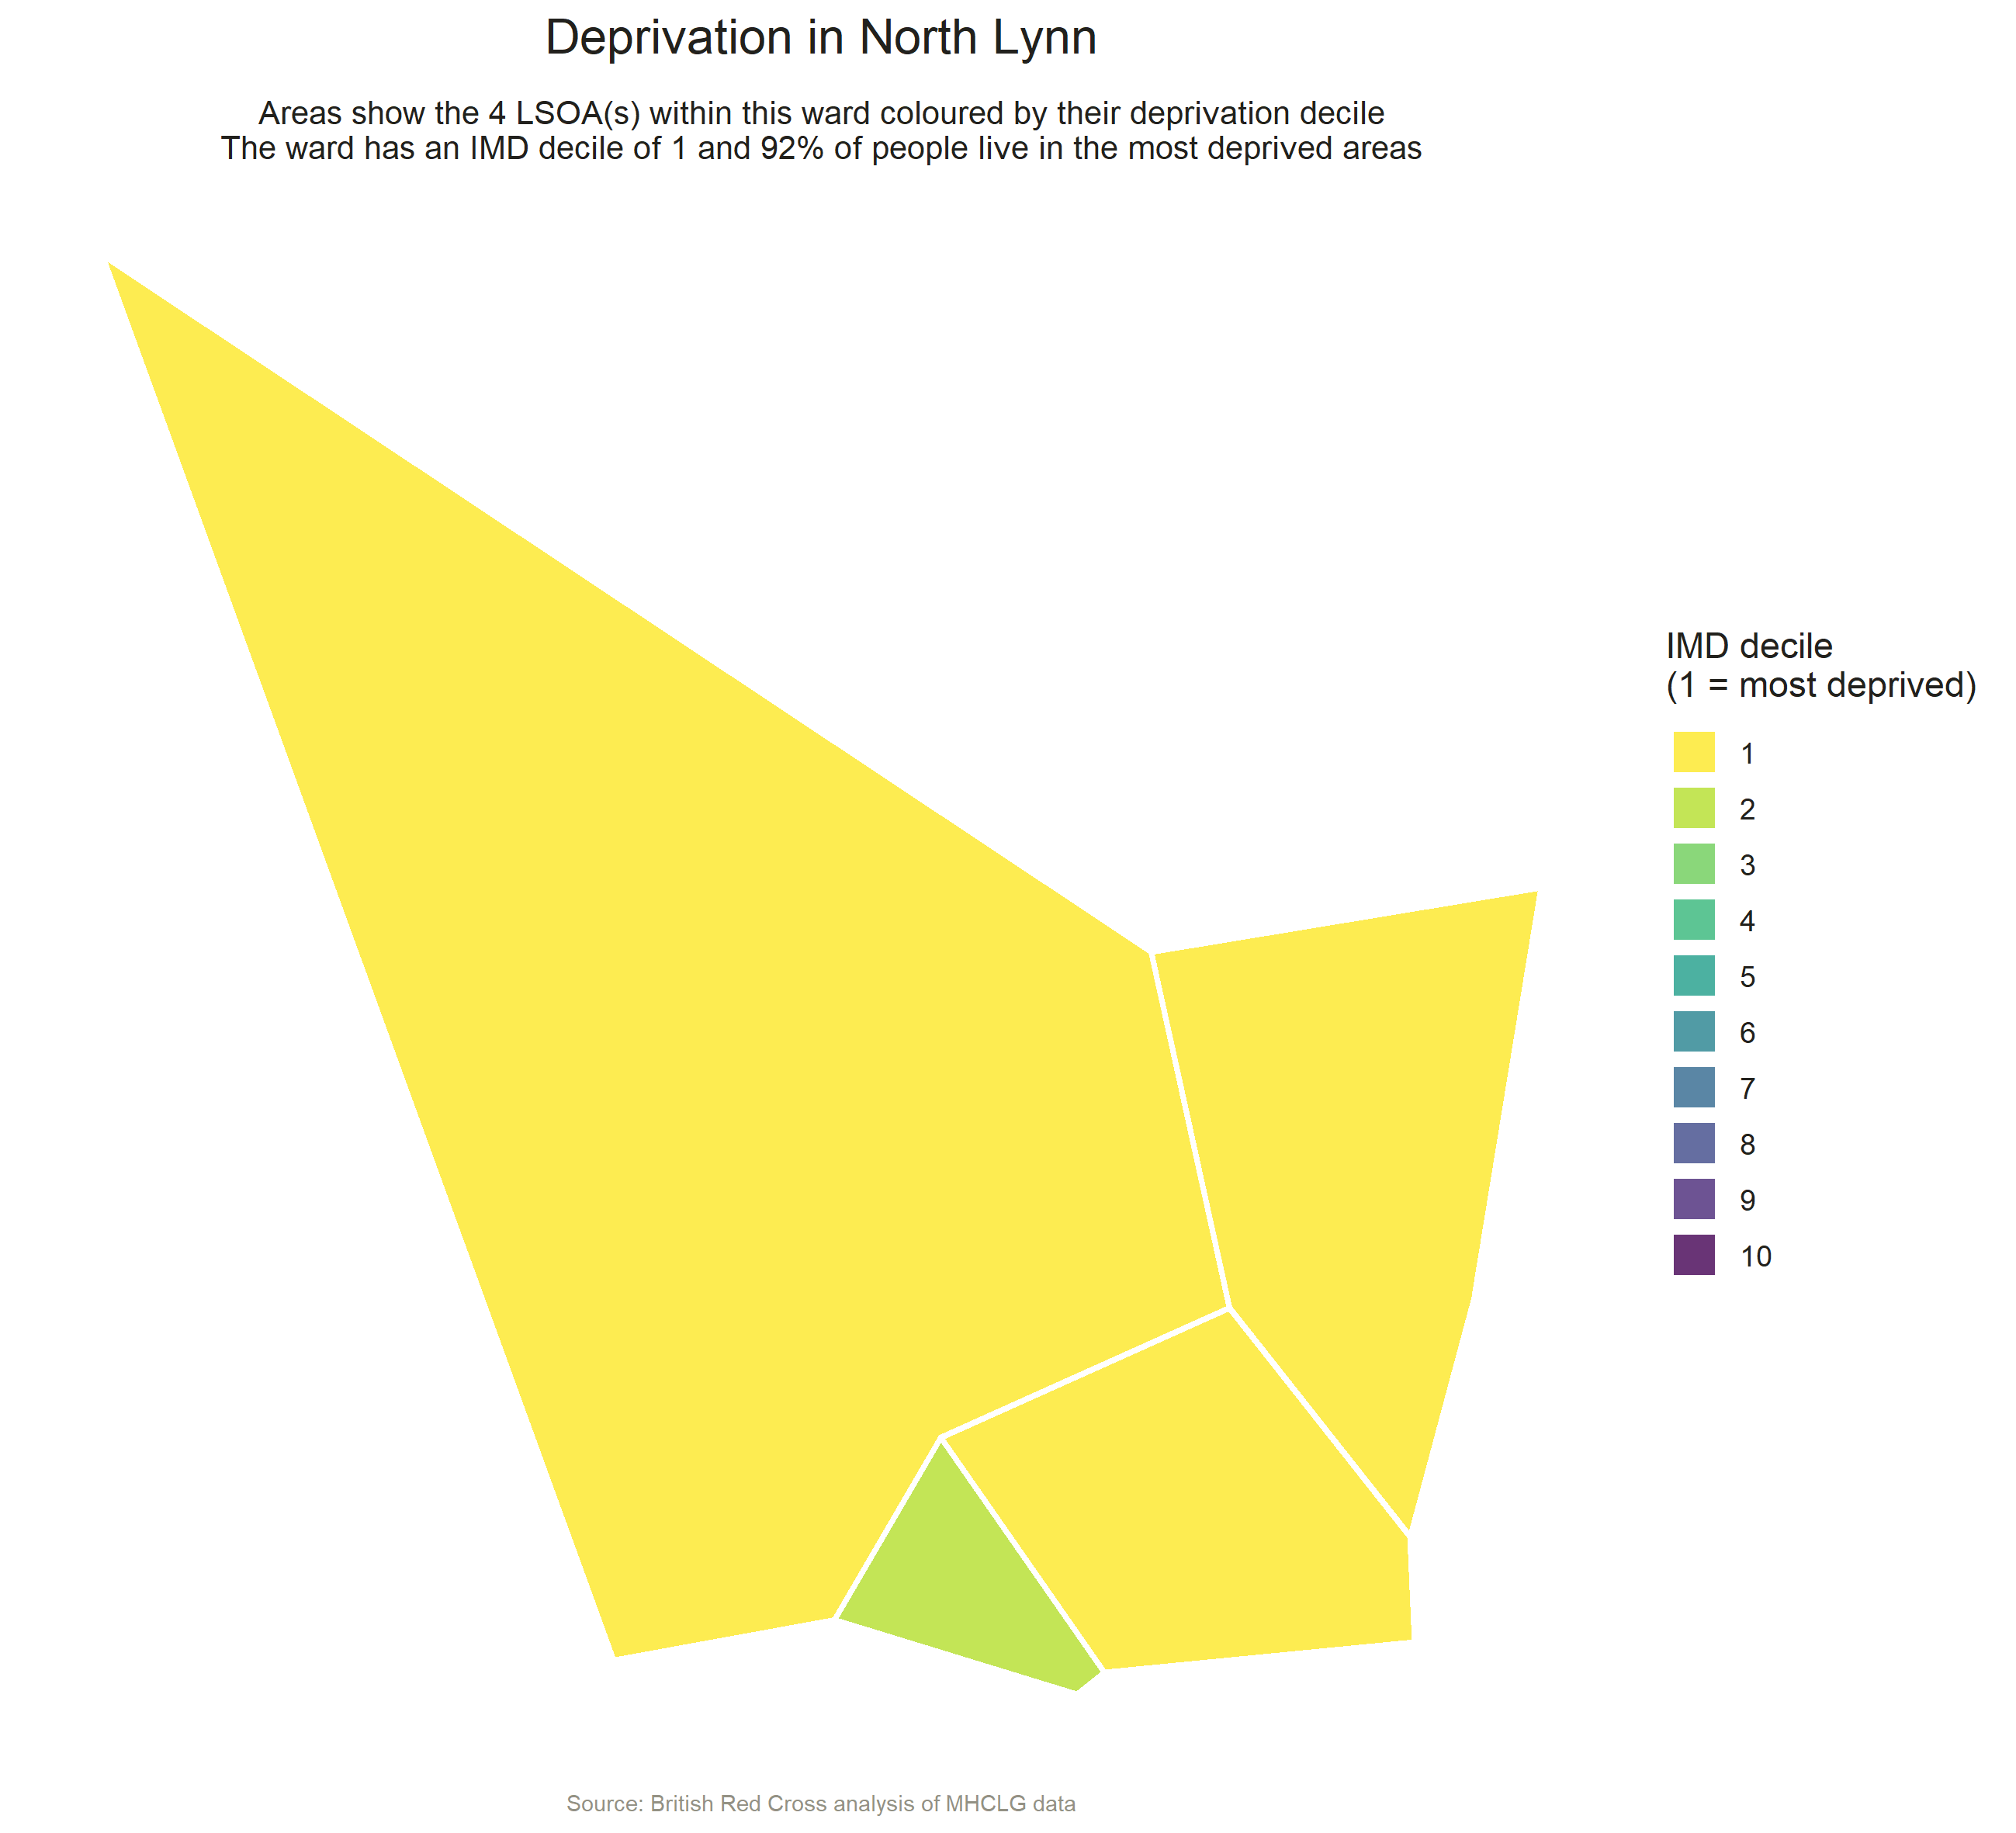 Deprivation in North Lynn
Areas show the 4 LSOA(s) within this ward coloured by their deprivation decile
The ward has an IMD decile of 1 and 92% of people live in the most deprived areas
IMD decile
(1 = most deprived)
1
2
3
4
5
6
7
8
9
10
Source: British Red Cross analysis of MHCLG data